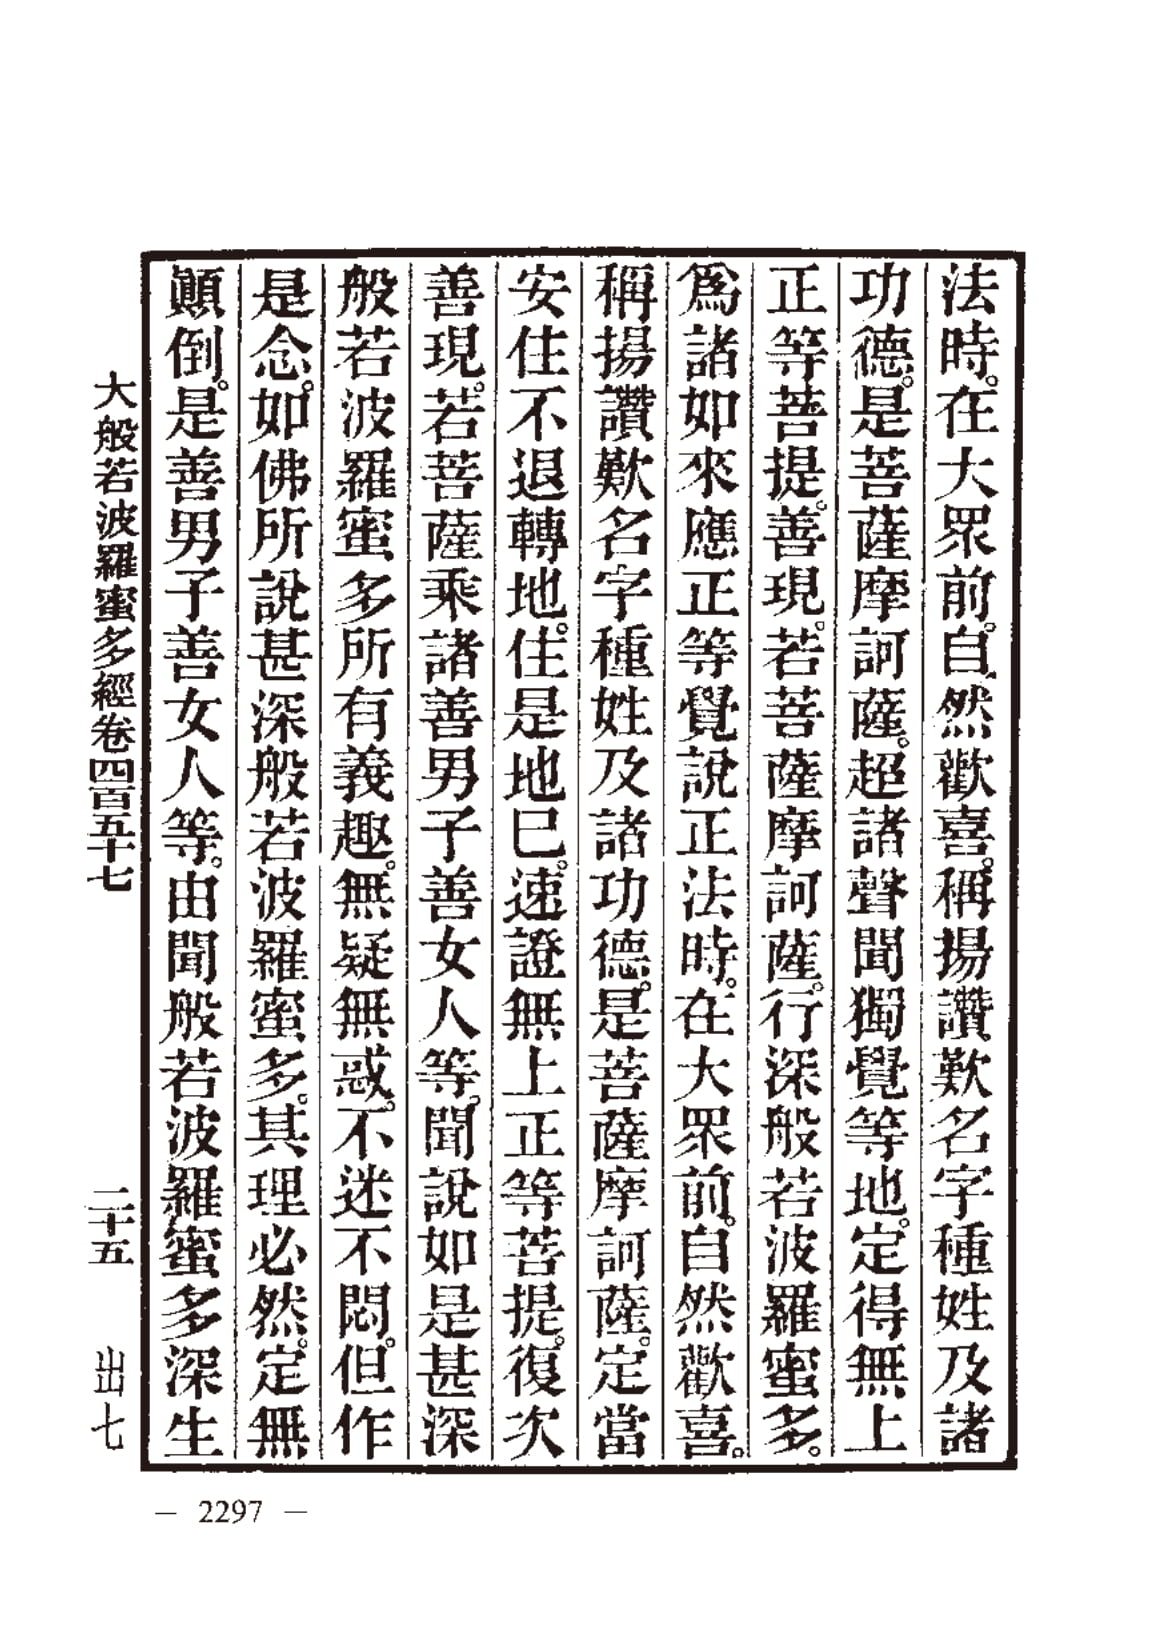 法時。在大眾前。自然歡喜。稱揚讚歎名字種姓及諸
功德。是菩薩摩訶薩。超諸聲聞獨覺等地。定得無上
正等菩提。善現。若菩薩摩訶薩。行深般若波羅蜜多。
爲諸如來應正等覺說正法時。在大眾前。自然歡喜。
稱揚讚歎名字種姓及諸功德。是菩薩摩訶薩。定當
安住不退轉地。住是地已。速證無上正等菩提。復次
善現。若菩薩乘諸善男子善女人等。聞說如是甚深
般若波羅蜜多所有義趣。無疑無惑。不迷不悶。但作
是念。如佛所說甚深般若波羅蜜多。其理必然。定無
顚倒。是善男子善女人等。由聞般若波羅蜜多深生
大般若波羅蜜多經卷四百五十七 二十五 出七
— 2297 —